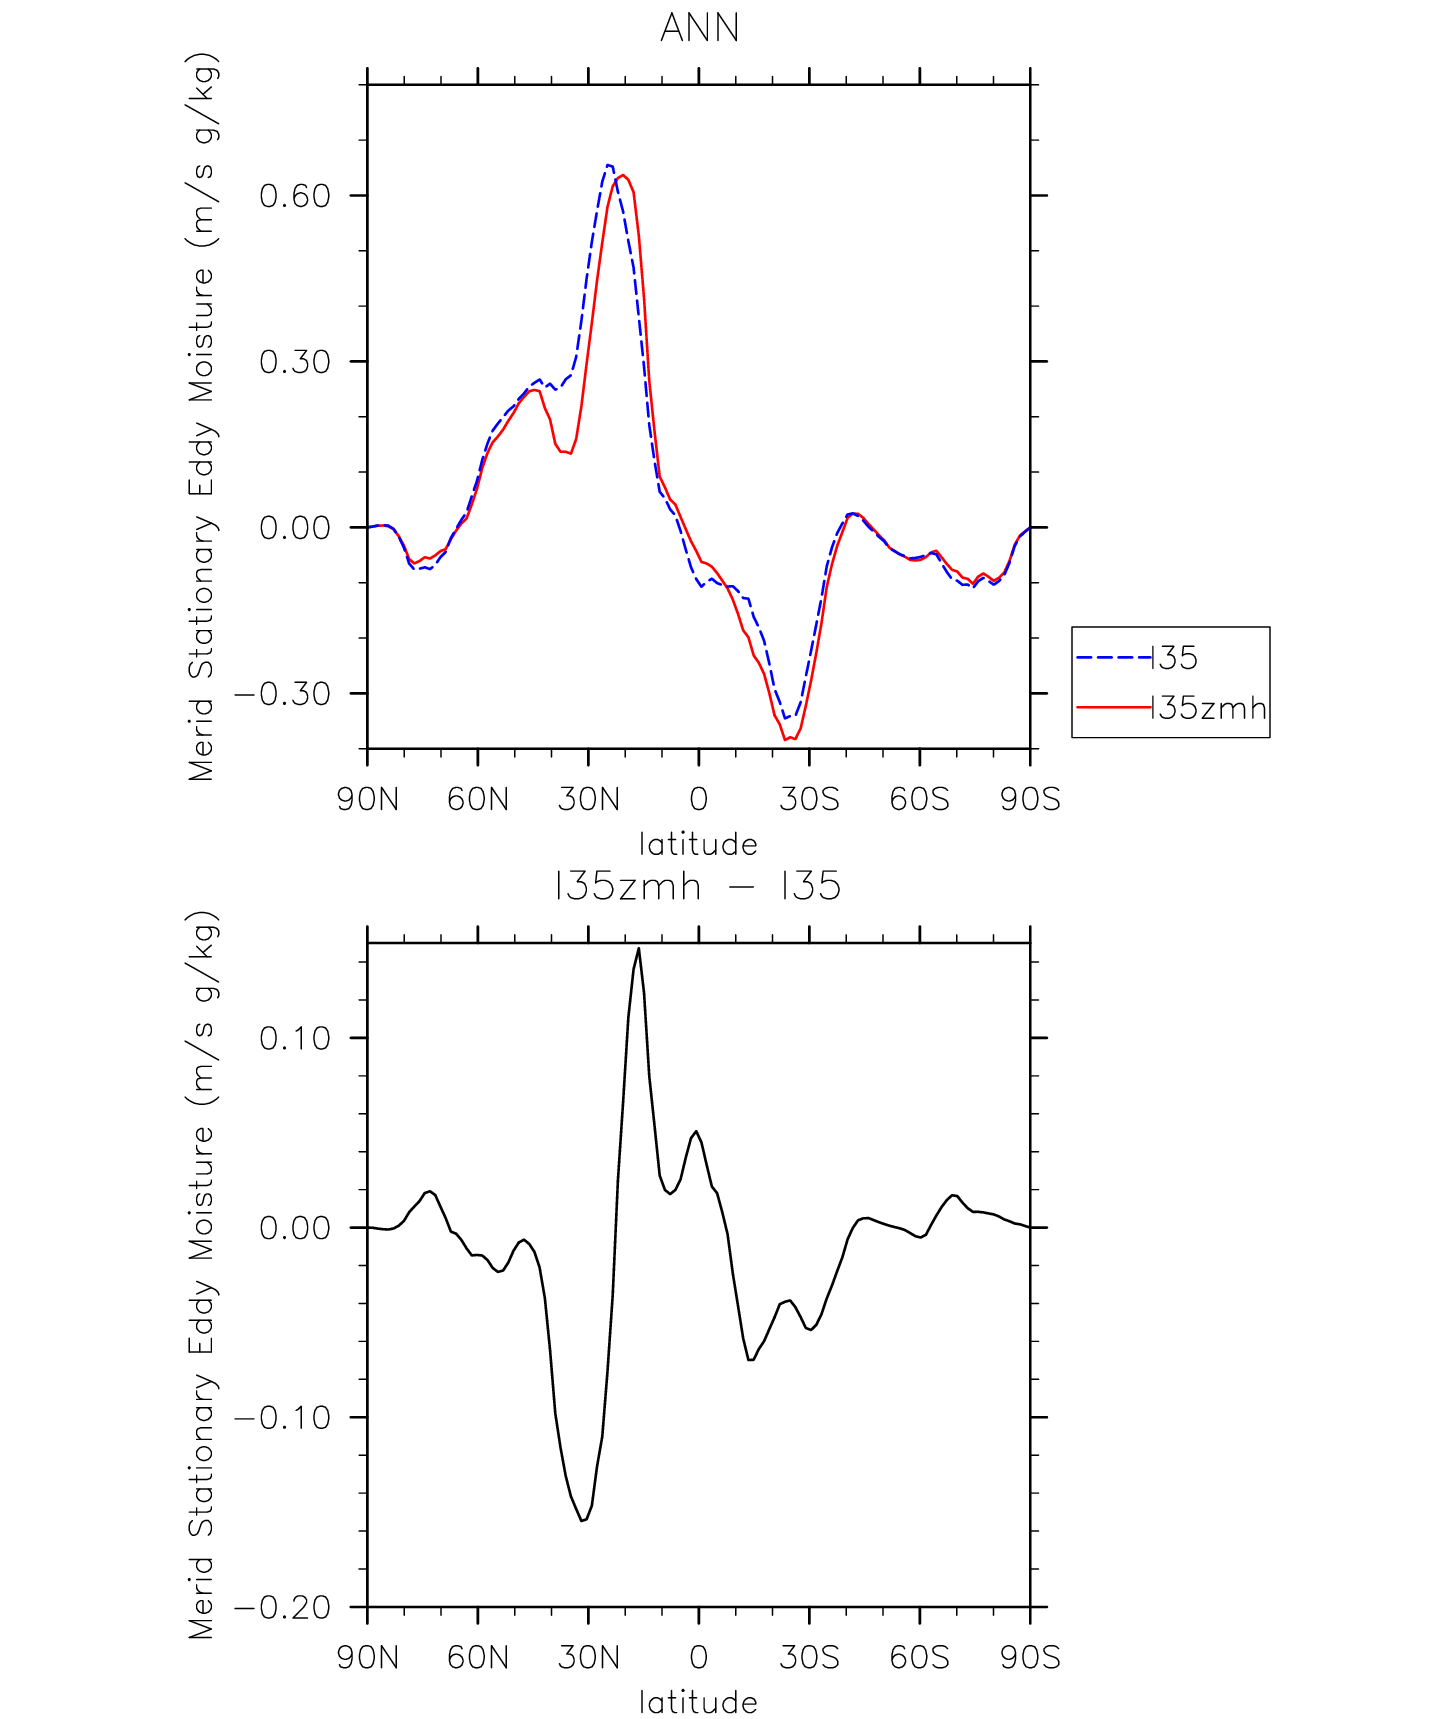 ANN
Merid Stationary Eddy Moisture (m/s g/kg)
0.60
0.30
0.00
−0.30
90N 60N 30N 0 30S 60S 90S
latitude
I35
I35zmh
I35zmh − I35
Merid Stationary Eddy Moisture (m/s g/kg)
0.10
0.00
−0.10
−0.20
90N 60N 30N 0 30S 60S 90S
latitude